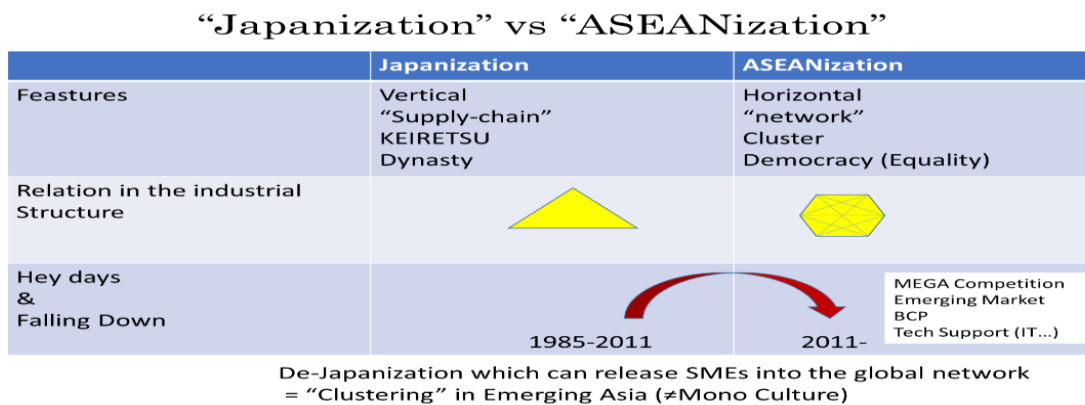 “Japanization” vs “ASEANization”
Japanization
ASEANization
Feastures
Vertical
“Supply-chain”
KEIRETSU
Dynasty
Horizontal
“network”
Cluster
Democracy (Equality)
Relation in the industrial
Structure
Hey days
&
Falling Down
1985-2011
2011-
MEGA Competition
Emerging Market
BCP
Tech Support (IT...)
De-Japanization which can release SMEs into the global network
= “Clustering” in Emerging Asia (≠Mono Culture)